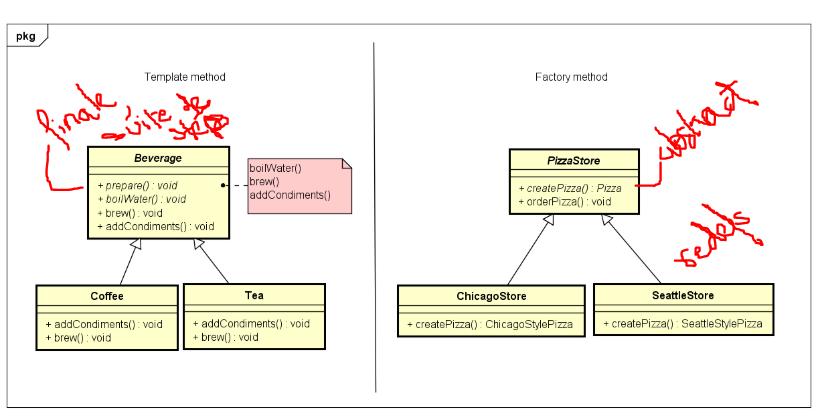 pkg
Template method
Factory method
Beverage
+ prepare() : void
+ boilWater() : void
+ brew() : void
+ addCondiments() : void
boilWater()
brew()
addCondiments()
Coffee
+ addCondiments() : void
+ brew() : void
Tea
+ addCondiments() : void
+ brew() : void
PizzaStore
+ createPizza() : Pizza
+ orderPizza() : void
abstract
ChicagoStore
+ createPizza() : ChicagoStylePizza
SeattleStore
+ createPizza() : SeattleStylePizza